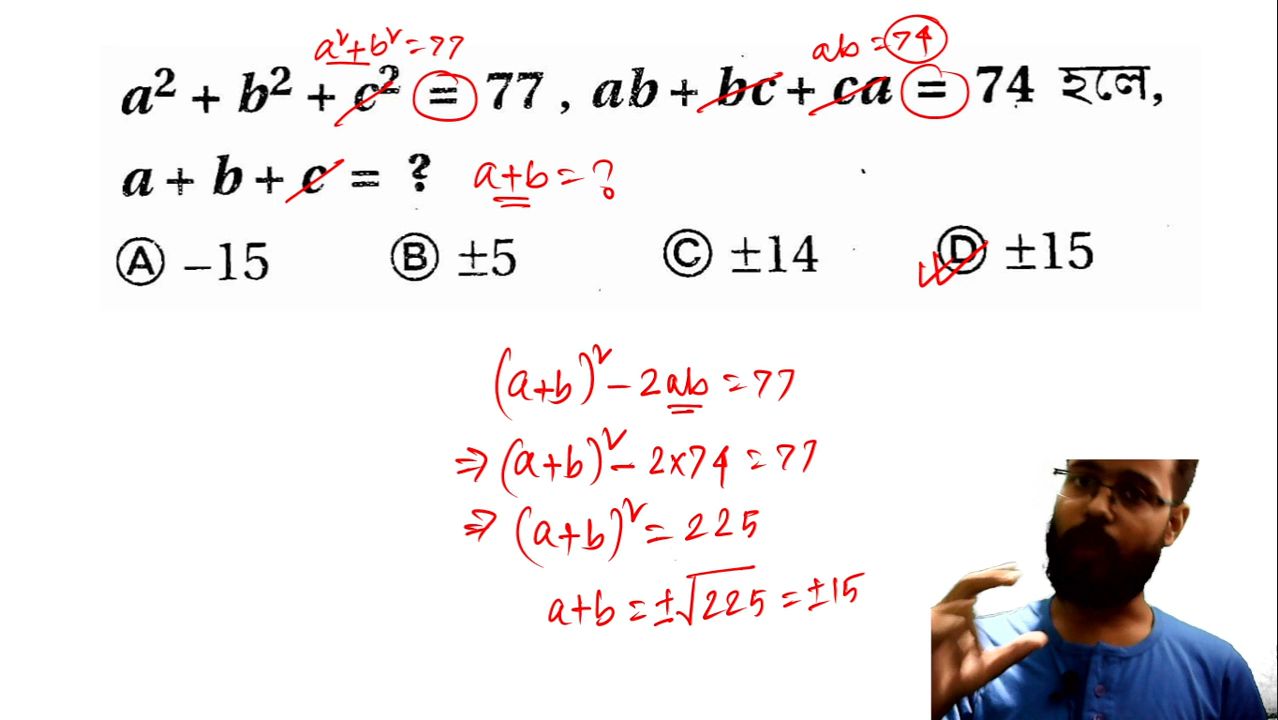 a²+b²=77
ab=74
a² + b² + c² = 77 , ab + bc + ca = 74 হলে,
a + b + c = ? a+b=?
Ⓐ –15 Ⓑ ±5 Ⓒ ±14 Ⓓ ±15
(a+b)² – 2ab = 77
⇒ (a+b)² – 2×74 = 77
⇒ (a+b)² = 225
a+b = ±√225 = ±15